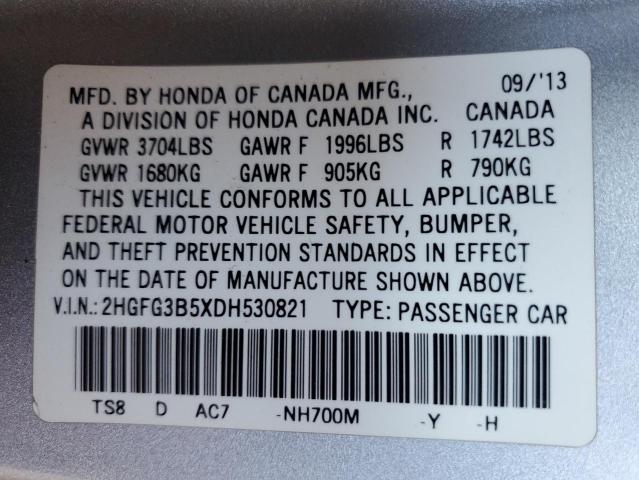 MFD. BY HONDA OF CANADA MFG., 09/'13
A DIVISION OF HONDA CANADA INC. CANADA
GVWR 3704LBS GAWR F 1996LBS R 1742LBS
GVWR 1680KG GAWR F 905KG R 790KG
THIS VEHICLE CONFORMS TO ALL APPLICABLE
FEDERAL MOTOR VEHICLE SAFETY, BUMPER,
AND THEFT PREVENTION STANDARDS IN EFFECT
ON THE DATE OF MANUFACTURE SHOWN ABOVE.
V.I.N.: 2HGFG3B5XDH530821 TYPE: PASSENGER CAR
TS8 D AC7 -NH700M -Y -H